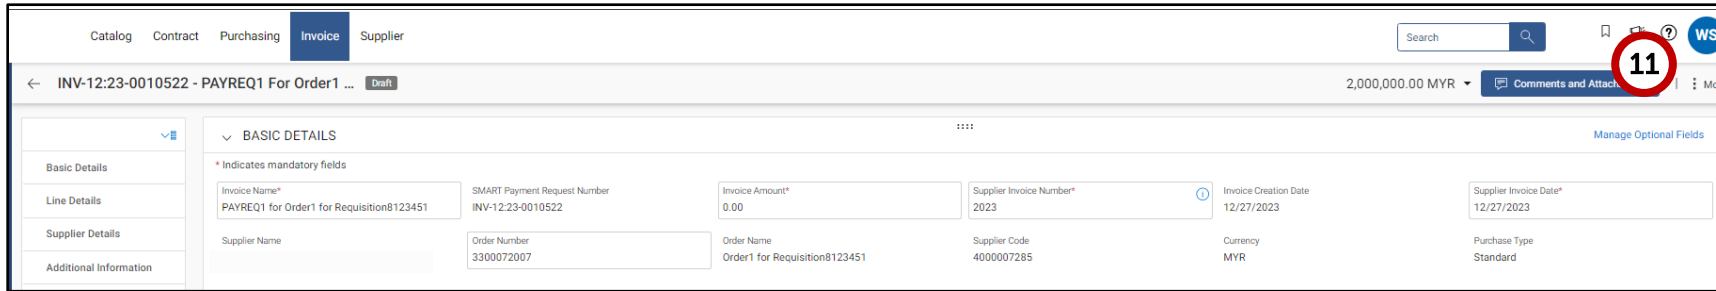 Catalog Contract Purchasing Invoice Supplier Search WS
INV-12:23-0010522 - PAYREQ1 For Order1 ... Draft 2,000,000.00 MYR Comments and Attach 11 Mo
BASIC DETAILS Manage Optional Fields
* Indicates mandatory fields
Basic Details
Line Details
Supplier Details
Additional Information
Invoice Name* SMART Payment Request Number Invoice Amount* Supplier Invoice Number* Invoice Creation Date Supplier Invoice Date*
PAYREQ1 for Order1 for Requisition8123451 INV-12:23-0010522 0.00 2023 12/27/2023 12/27/2023
Supplier Name Order Number Order Name Supplier Code Currency Purchase Type
3300072007 Order1 for Requisition8123451 4000007285 MYR Standard